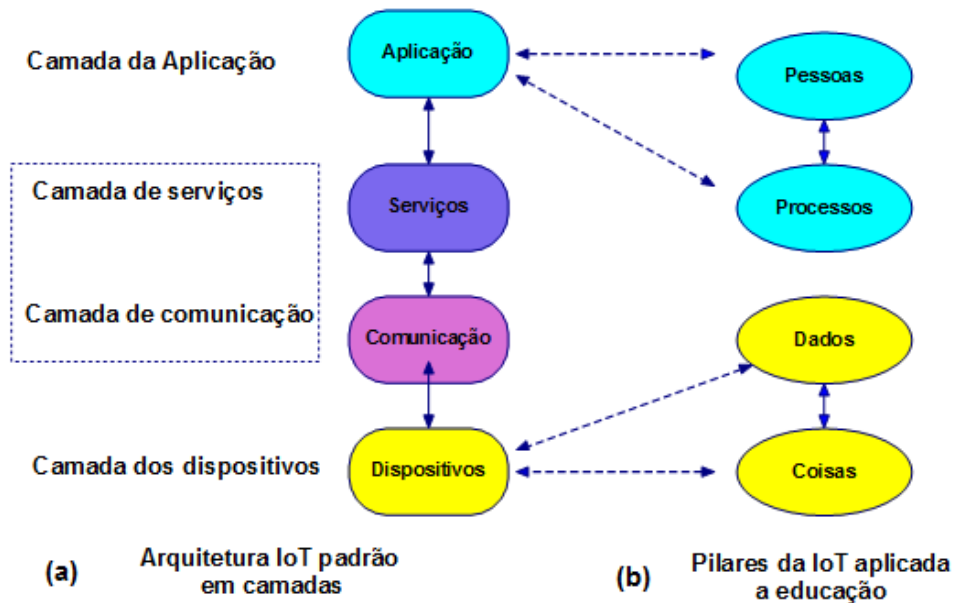 Camada da Aplicação
Aplicação
Pessoas
Camada de serviços
Serviços
Processos
Camada de comunicação
Comunicação
Dados
Camada dos dispositivos
Dispositivos
Coisas
(a)
Arquitetura IoT padrão
em camadas
(b)
Pilares da IoT aplicada
a educação